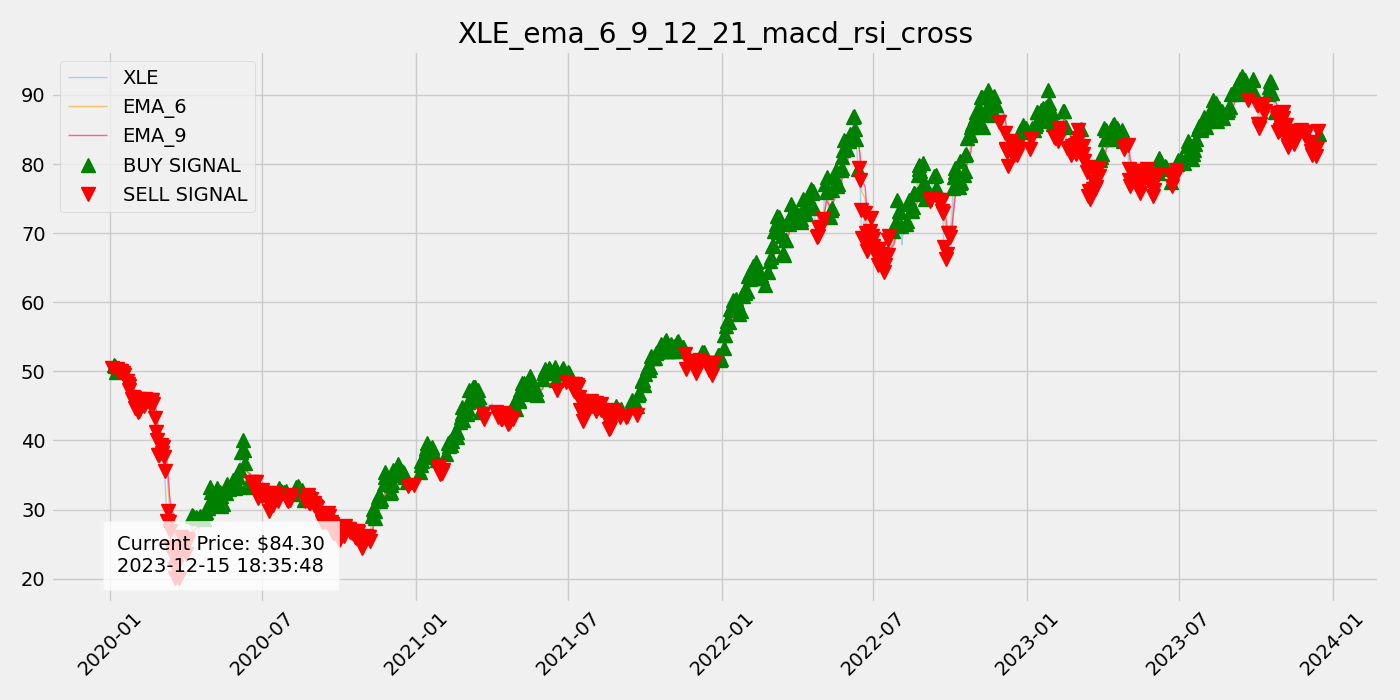 XLE_ema_6_9_12_21_macd_rsi_cross
XLE
EMA_6
EMA_9
BUY SIGNAL
SELL SIGNAL
90
80
70
60
50
40
30
20
Current Price: $84.30
2023-12-15 18:35:48
2020-01
2020-07
2021-01
2021-07
2022-01
2022-07
2023-01
2023-07
2024-01